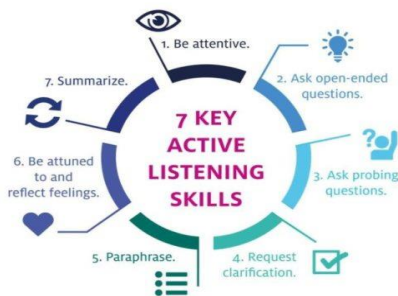 7 KEY
ACTIVE
LISTENING
SKILLS
1. Be attentive.
2. Ask open-ended
questions.
3. Ask probing
questions.
4. Request
clarification.
5. Paraphrase.
6. Be attuned
to and
reflect feelings.
7. Summarize.